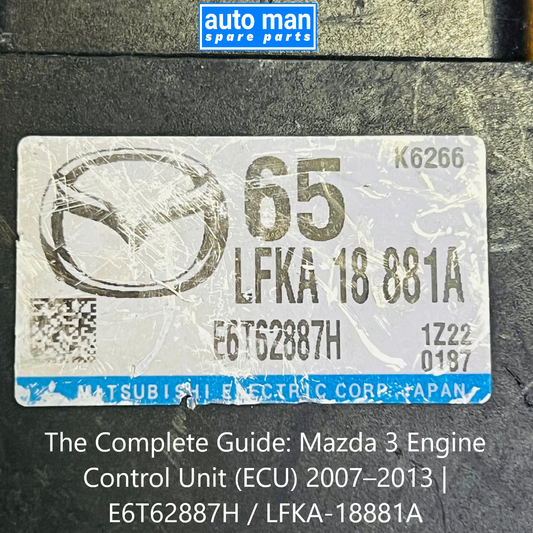 auto man
spare parts
65
K6266
LFKA 18 881A
E6T62887H
1Z22
0187
MITSUBISHI ELECTRIC CORP. JAPAN
The Complete Guide: Mazda 3 Engine
Control Unit (ECU) 2007–2013 |
E6T62887H / LFKA-18881A